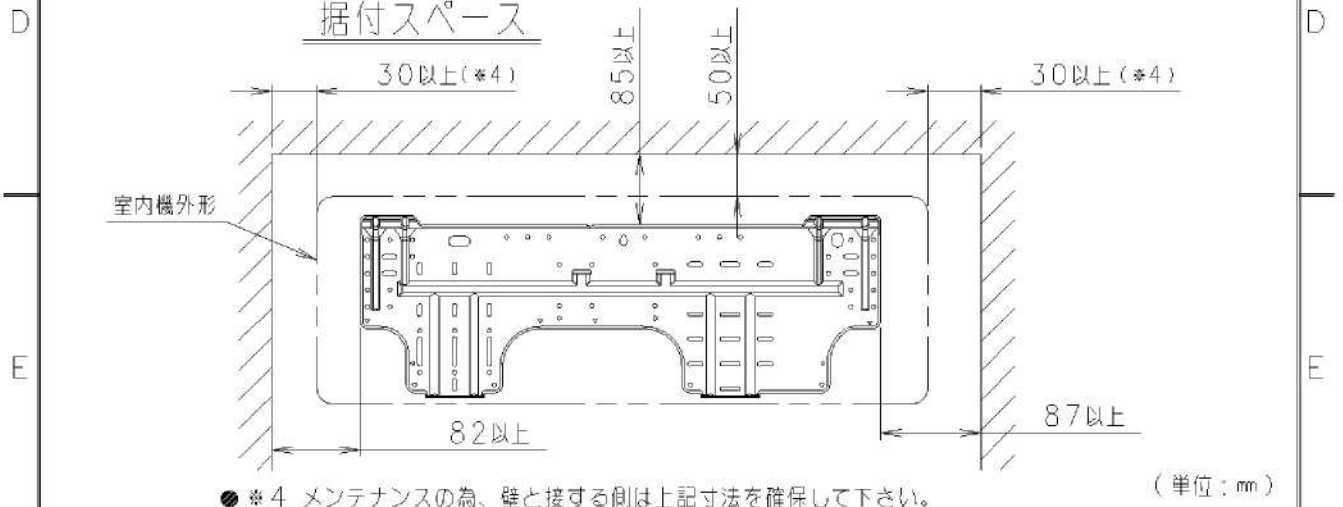 D
据付スペース
D
30以上(※4)
85以上
50以上
30以上(※4)
室内機外形
E
E
82以上
87以上
(単位:mm)
●※4 メンテナンスの為、壁と接する側は上記寸法を確保して下さい。